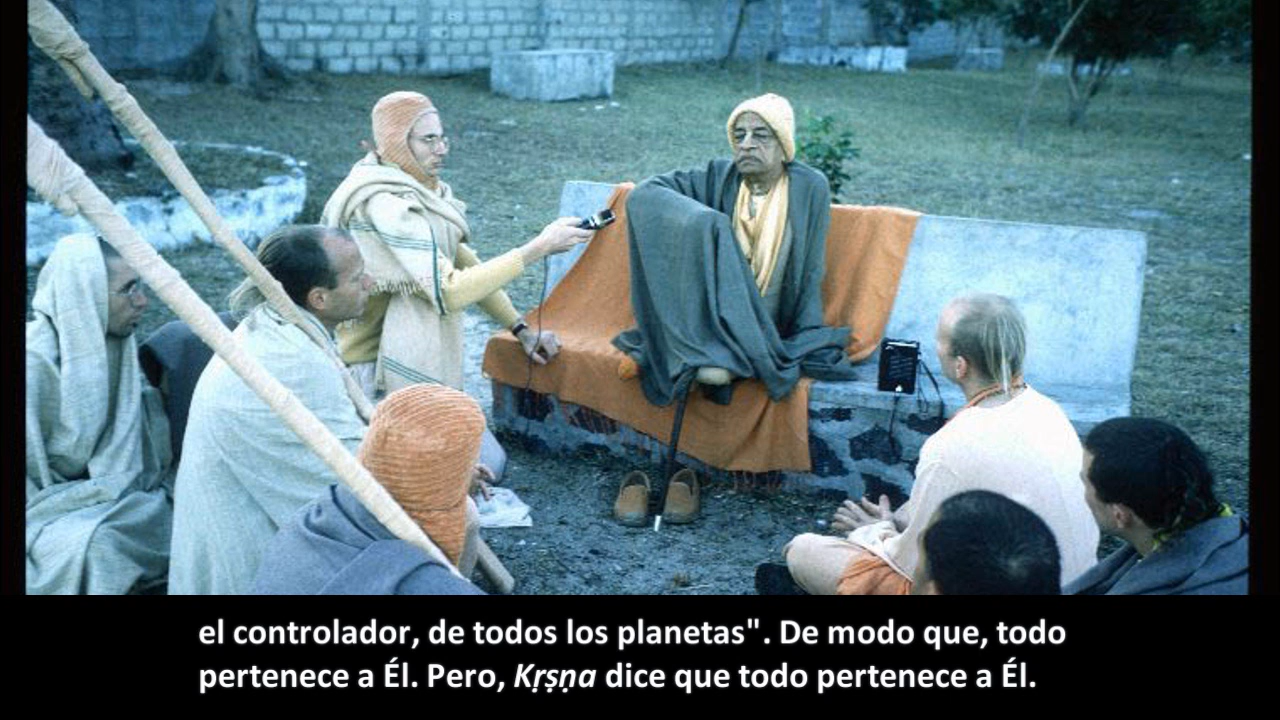 el controlador, de todos los planetas". De modo que, todo
pertenece a Él. Pero, Kṛṣṇa dice que todo pertenece a Él.